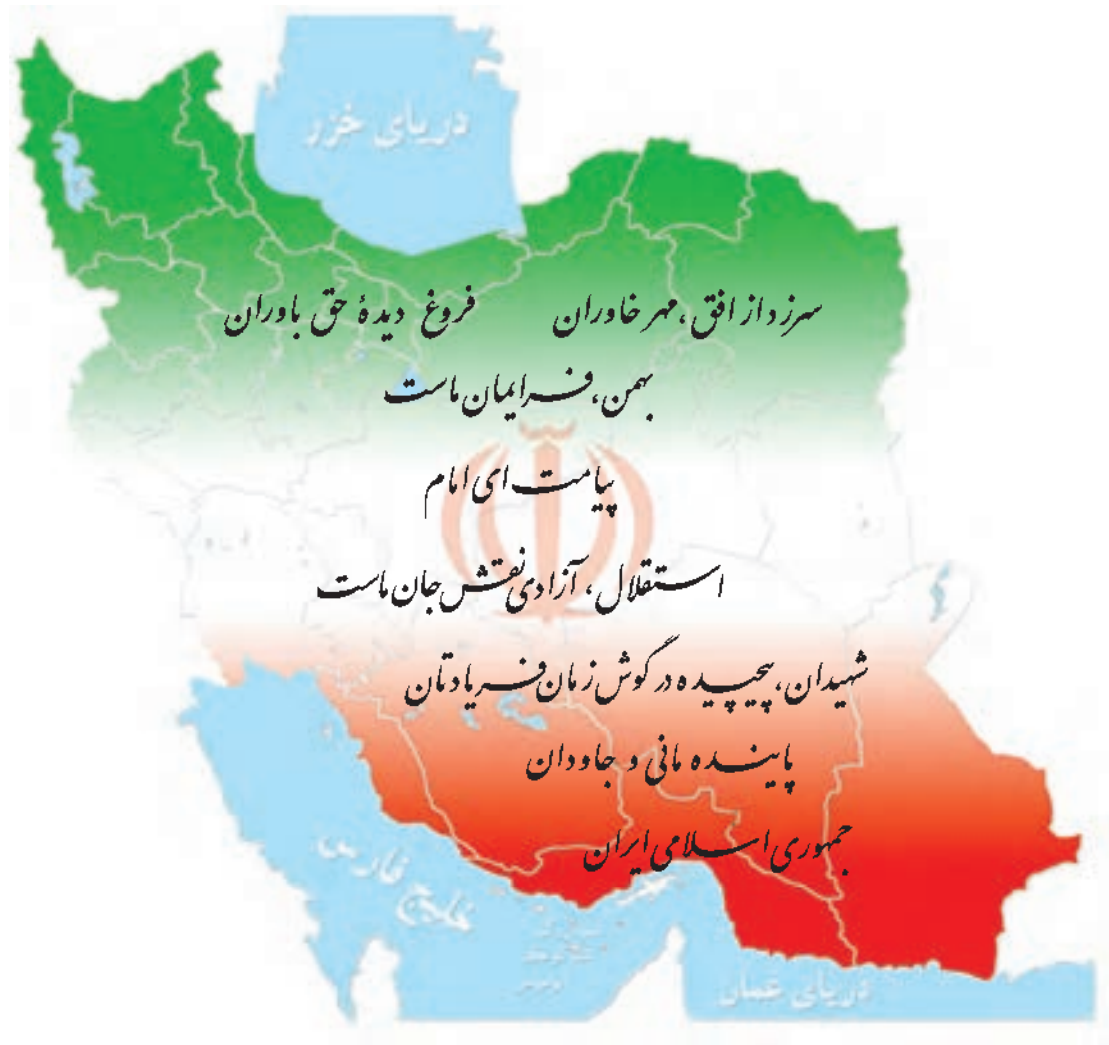 دریای خزر
سرزد از افق، مهر خاوران فروغ دیدهٔ حق باوران
بهمن، فر ایمان ماست
پیامت ای امام
استقلال، آزادی نقش جان ماست
شهیدان، پیچیده در گوش زمان فریادتان
پاینده مانی و جاودان
جمهوری اسلامی ایران
خلیج فارس
دریای عمان